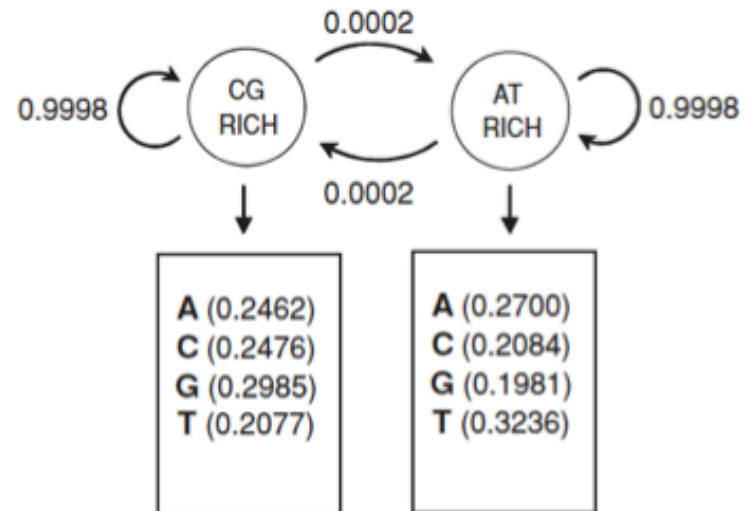 0.0002
0.9998
CG
RICH
AT
RICH
0.9998
0.0002
A (0.2462)
C (0.2476)
G (0.2985)
T (0.2077)
A (0.2700)
C (0.2084)
G (0.1981)
T (0.3236)